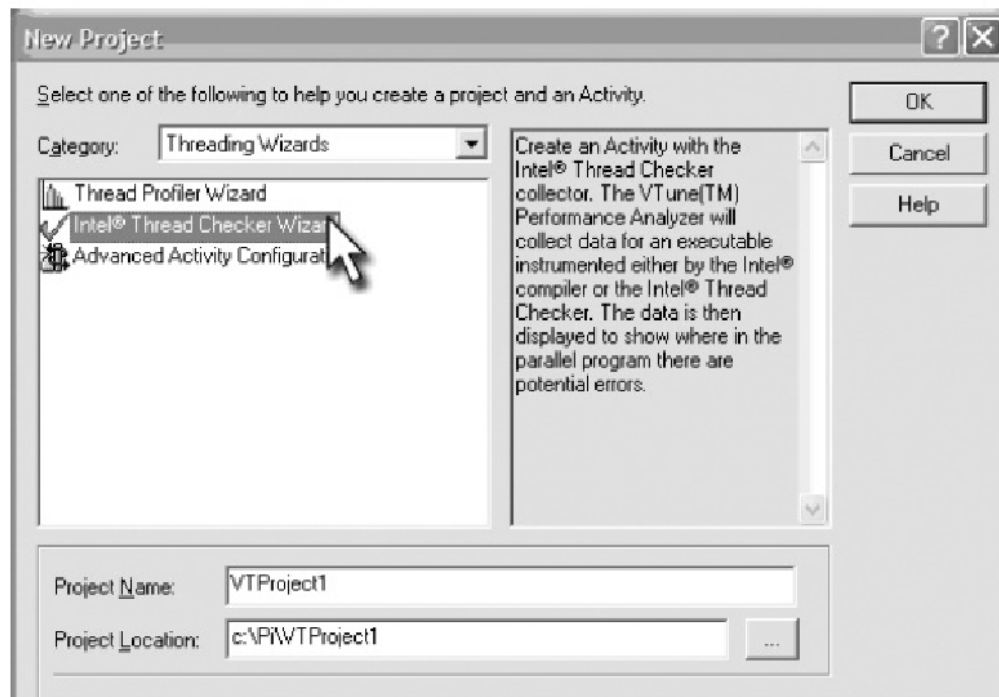 New Project
Select one of the following to help you create a project and an Activity.
Category: Threading Wizards
Thread Profiler Wizard
Intel® Thread Checker Wizar
Advanced Activity Configurat
Create an Activity with the
Intel® Thread Checker
collector. The VTune(TM)
Performance Analyzer will
collect data for an executable
instrumented either by the Intel®
compiler or the Intel® Thread
Checker. The data is then
displayed to show where in the
parallel program there are
potential errors.
OK
Cancel
Help
Project Name: VTProject1
Project Location: c:\Pi\VTProject1
...